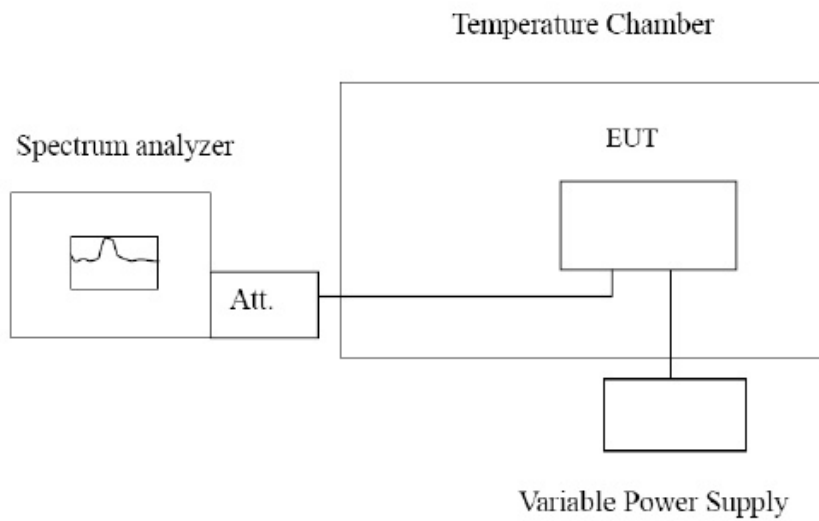 Temperature Chamber
EUT
Spectrum analyzer
Att.
Variable Power Supply